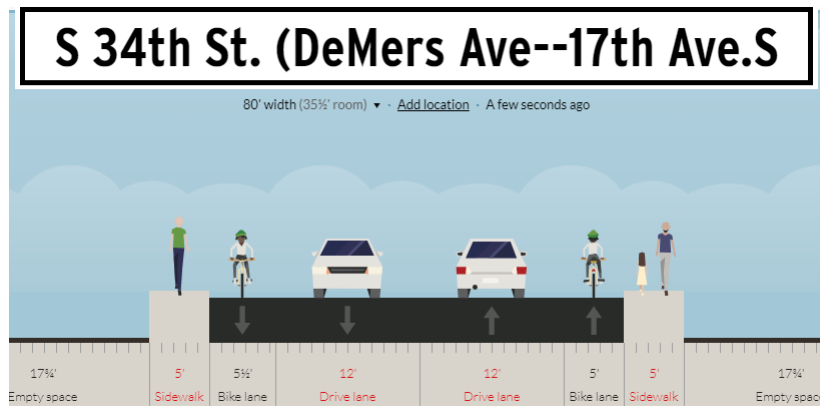 S 34th St. (DeMers Ave--17th Ave.S
80' width (35½' room) ▾ · Add location · A few seconds ago
17¾' 5' 5½' 12' 12' 5' 5' 17¾'
Empty space Sidewalk Bike lane Drive lane Drive lane Bike lane Sidewalk Empty spac